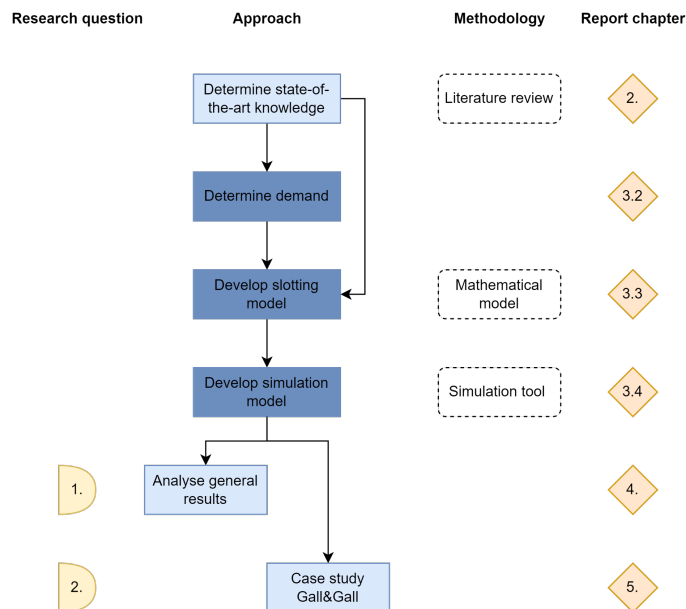 Research question
Approach
Methodology
Report chapter
Determine state-of-
the-art knowledge
Literature review
2.
Determine demand
3.2
Develop slotting
model
Mathematical
model
3.3
Develop simulation
model
Simulation tool
3.4
1.
Analyse general
results
4.
2.
Case study
Gall&Gall
5.